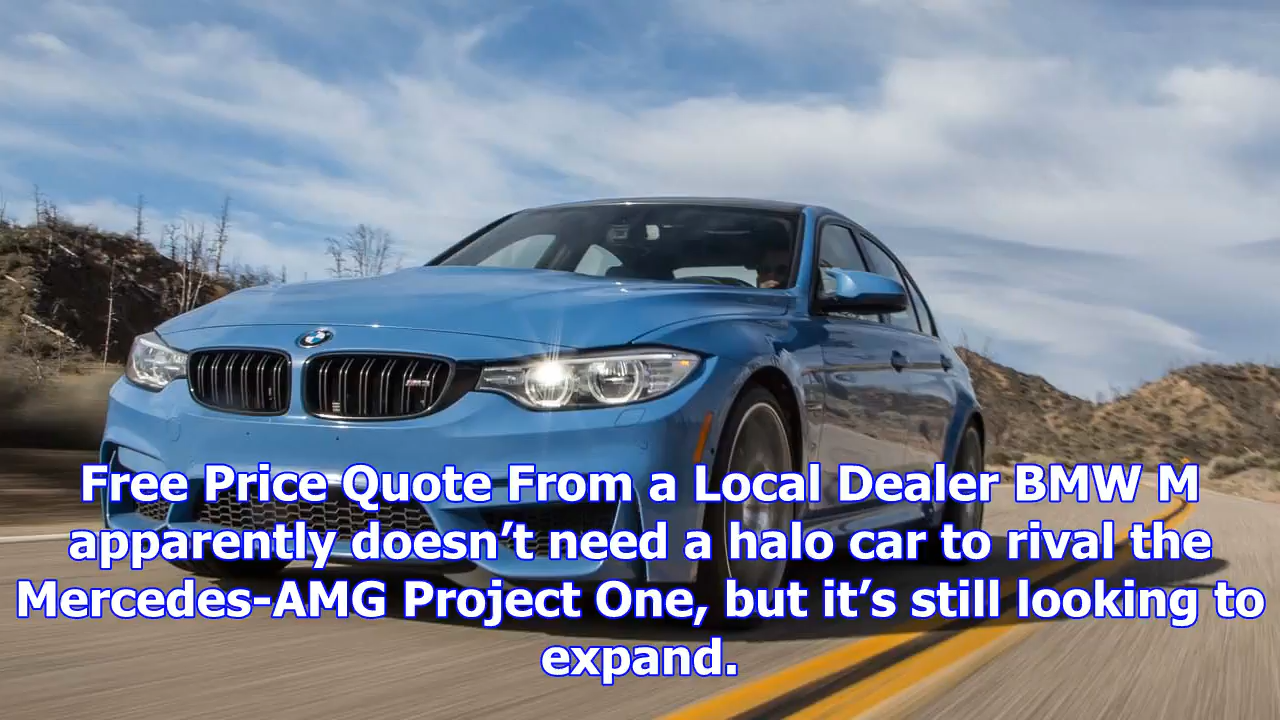 Free Price Quote From a Local Dealer BMW M
apparently doesn’t need a halo car to rival the
Mercedes-AMG Project One, but it’s still looking to
expand.